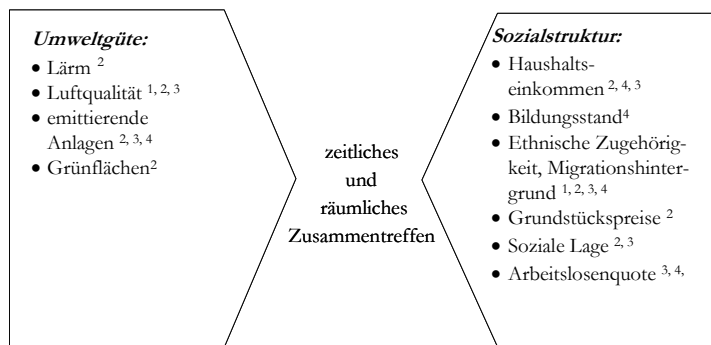 Umweltgüte:
• Lärm ²
• Luftqualität ¹, ², ³
• emittierende
Anlagen ², ³, ⁴
• Grünflächen²
zeitliches
und
räumliches
Zusammentreffen
Sozialstruktur:
• Haushalts-
einkommen ², ⁴, ³
• Bildungsstand⁴
• Ethnische Zugehörig-
keit, Migrationshinter-
grund ¹, ², ³, ⁴
• Grundstückspreise ²
• Soziale Lage ², ³
• Arbeitslosenquote ³, ⁴,